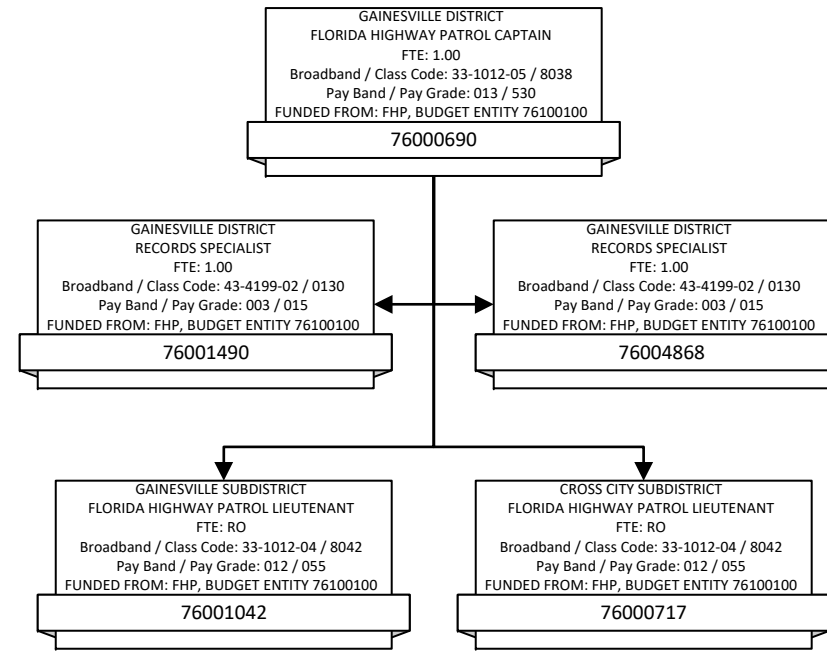 GAINESVILLE DISTRICT
FLORIDA HIGHWAY PATROL CAPTAIN
FTE: 1.00
Broadband / Class Code: 33-1012-05 / 8038
Pay Band / Pay Grade: 013 / 530
FUNDED FROM: FHP, BUDGET ENTITY 76100100
76000690
GAINESVILLE DISTRICT
RECORDS SPECIALIST
FTE: 1.00
Broadband / Class Code: 43-4199-02 / 0130
Pay Band / Pay Grade: 003 / 015
FUNDED FROM: FHP, BUDGET ENTITY 76100100
76001490
GAINESVILLE DISTRICT
RECORDS SPECIALIST
FTE: 1.00
Broadband / Class Code: 43-4199-02 / 0130
Pay Band / Pay Grade: 003 / 015
FUNDED FROM: FHP, BUDGET ENTITY 76100100
76004868
GAINESVILLE SUBDISTRICT
FLORIDA HIGHWAY PATROL LIEUTENANT
FTE: RO
Broadband / Class Code: 33-1012-04 / 8042
Pay Band / Pay Grade: 012 / 055
FUNDED FROM: FHP, BUDGET ENTITY 76100100
76001042
CROSS CITY SUBDISTRICT
FLORIDA HIGHWAY PATROL LIEUTENANT
FTE: RO
Broadband / Class Code: 33-1012-04 / 8042
Pay Band / Pay Grade: 012 / 055
FUNDED FROM: FHP, BUDGET ENTITY 76100100
76000717